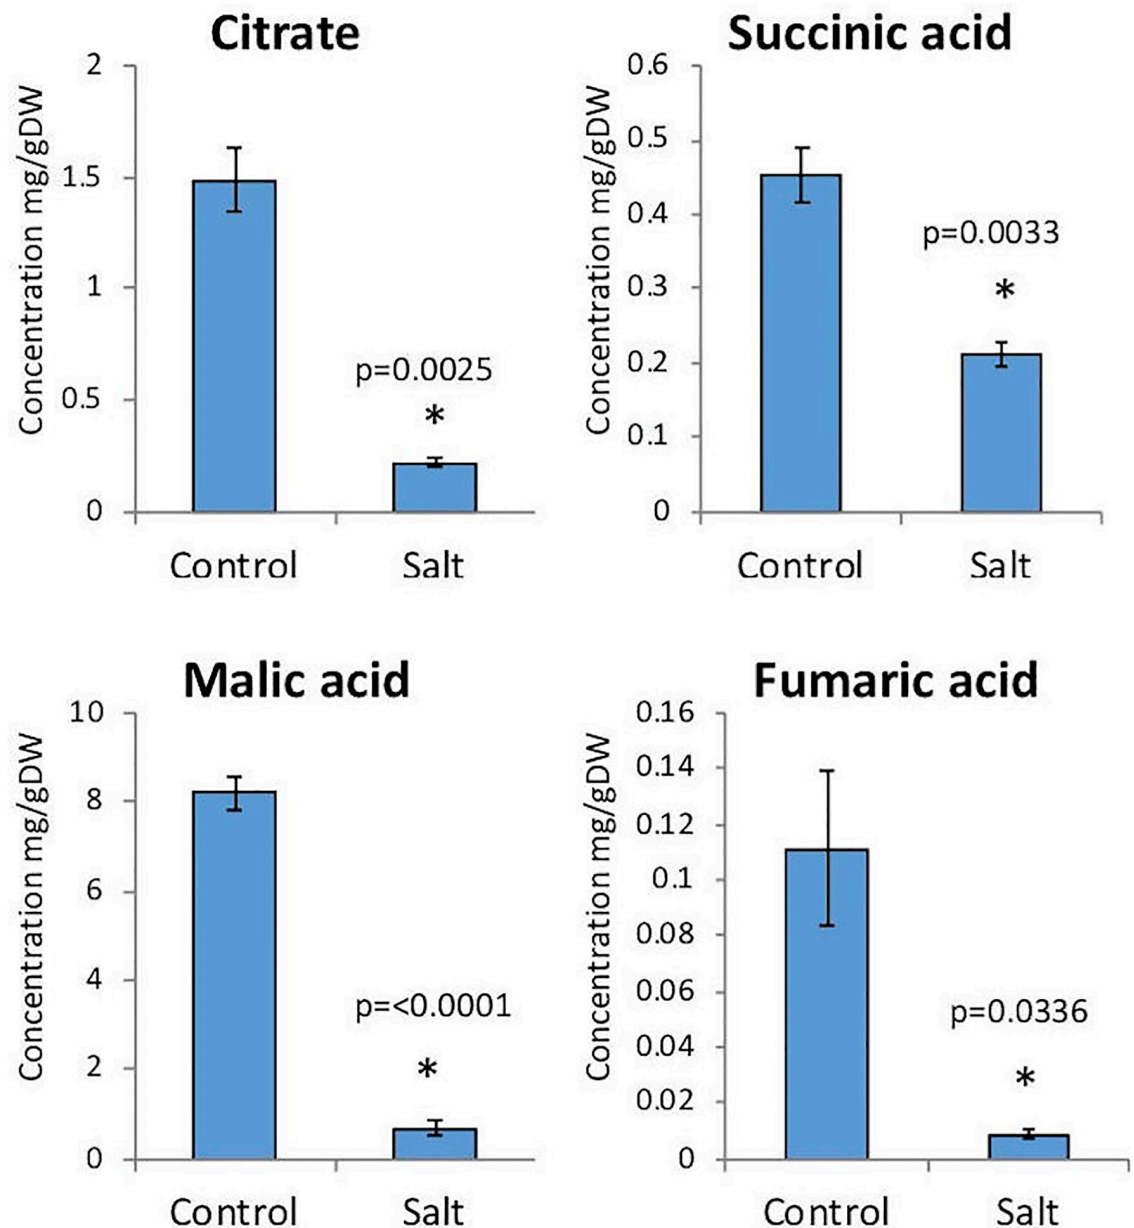 Citrate
Concentration mg/gDW
2
1.5
1
0.5
0
p=0.0025
*
Control Salt
Succinic acid
Concentration mg/gDW
0.6
0.5
0.4
0.3
0.2
0.1
0
p=0.0033
*
Control Salt
Malic acid
Concentration mg/gDW
10
8
6
4
2
0
p=<0.0001
*
Control Salt
Fumaric acid
Concentration mg/gDW
0.16
0.14
0.12
0.1
0.08
0.06
0.04
0.02
0
p=0.0336
*
Control Salt